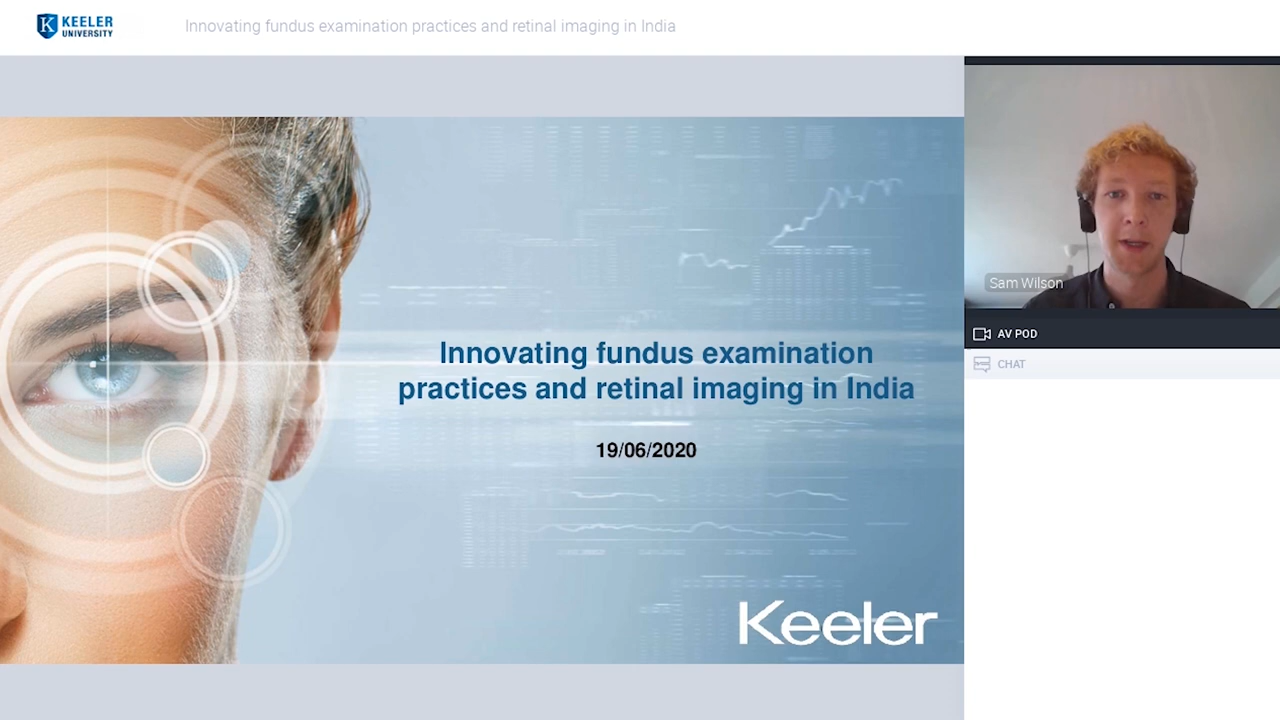 KEELER
UNIVERSITY
Innovating fundus examination practices and retinal imaging in India
Innovating fundus examination
practices and retinal imaging in India
19/06/2020
Keeler
Sam Wilson
AV POD
CHAT